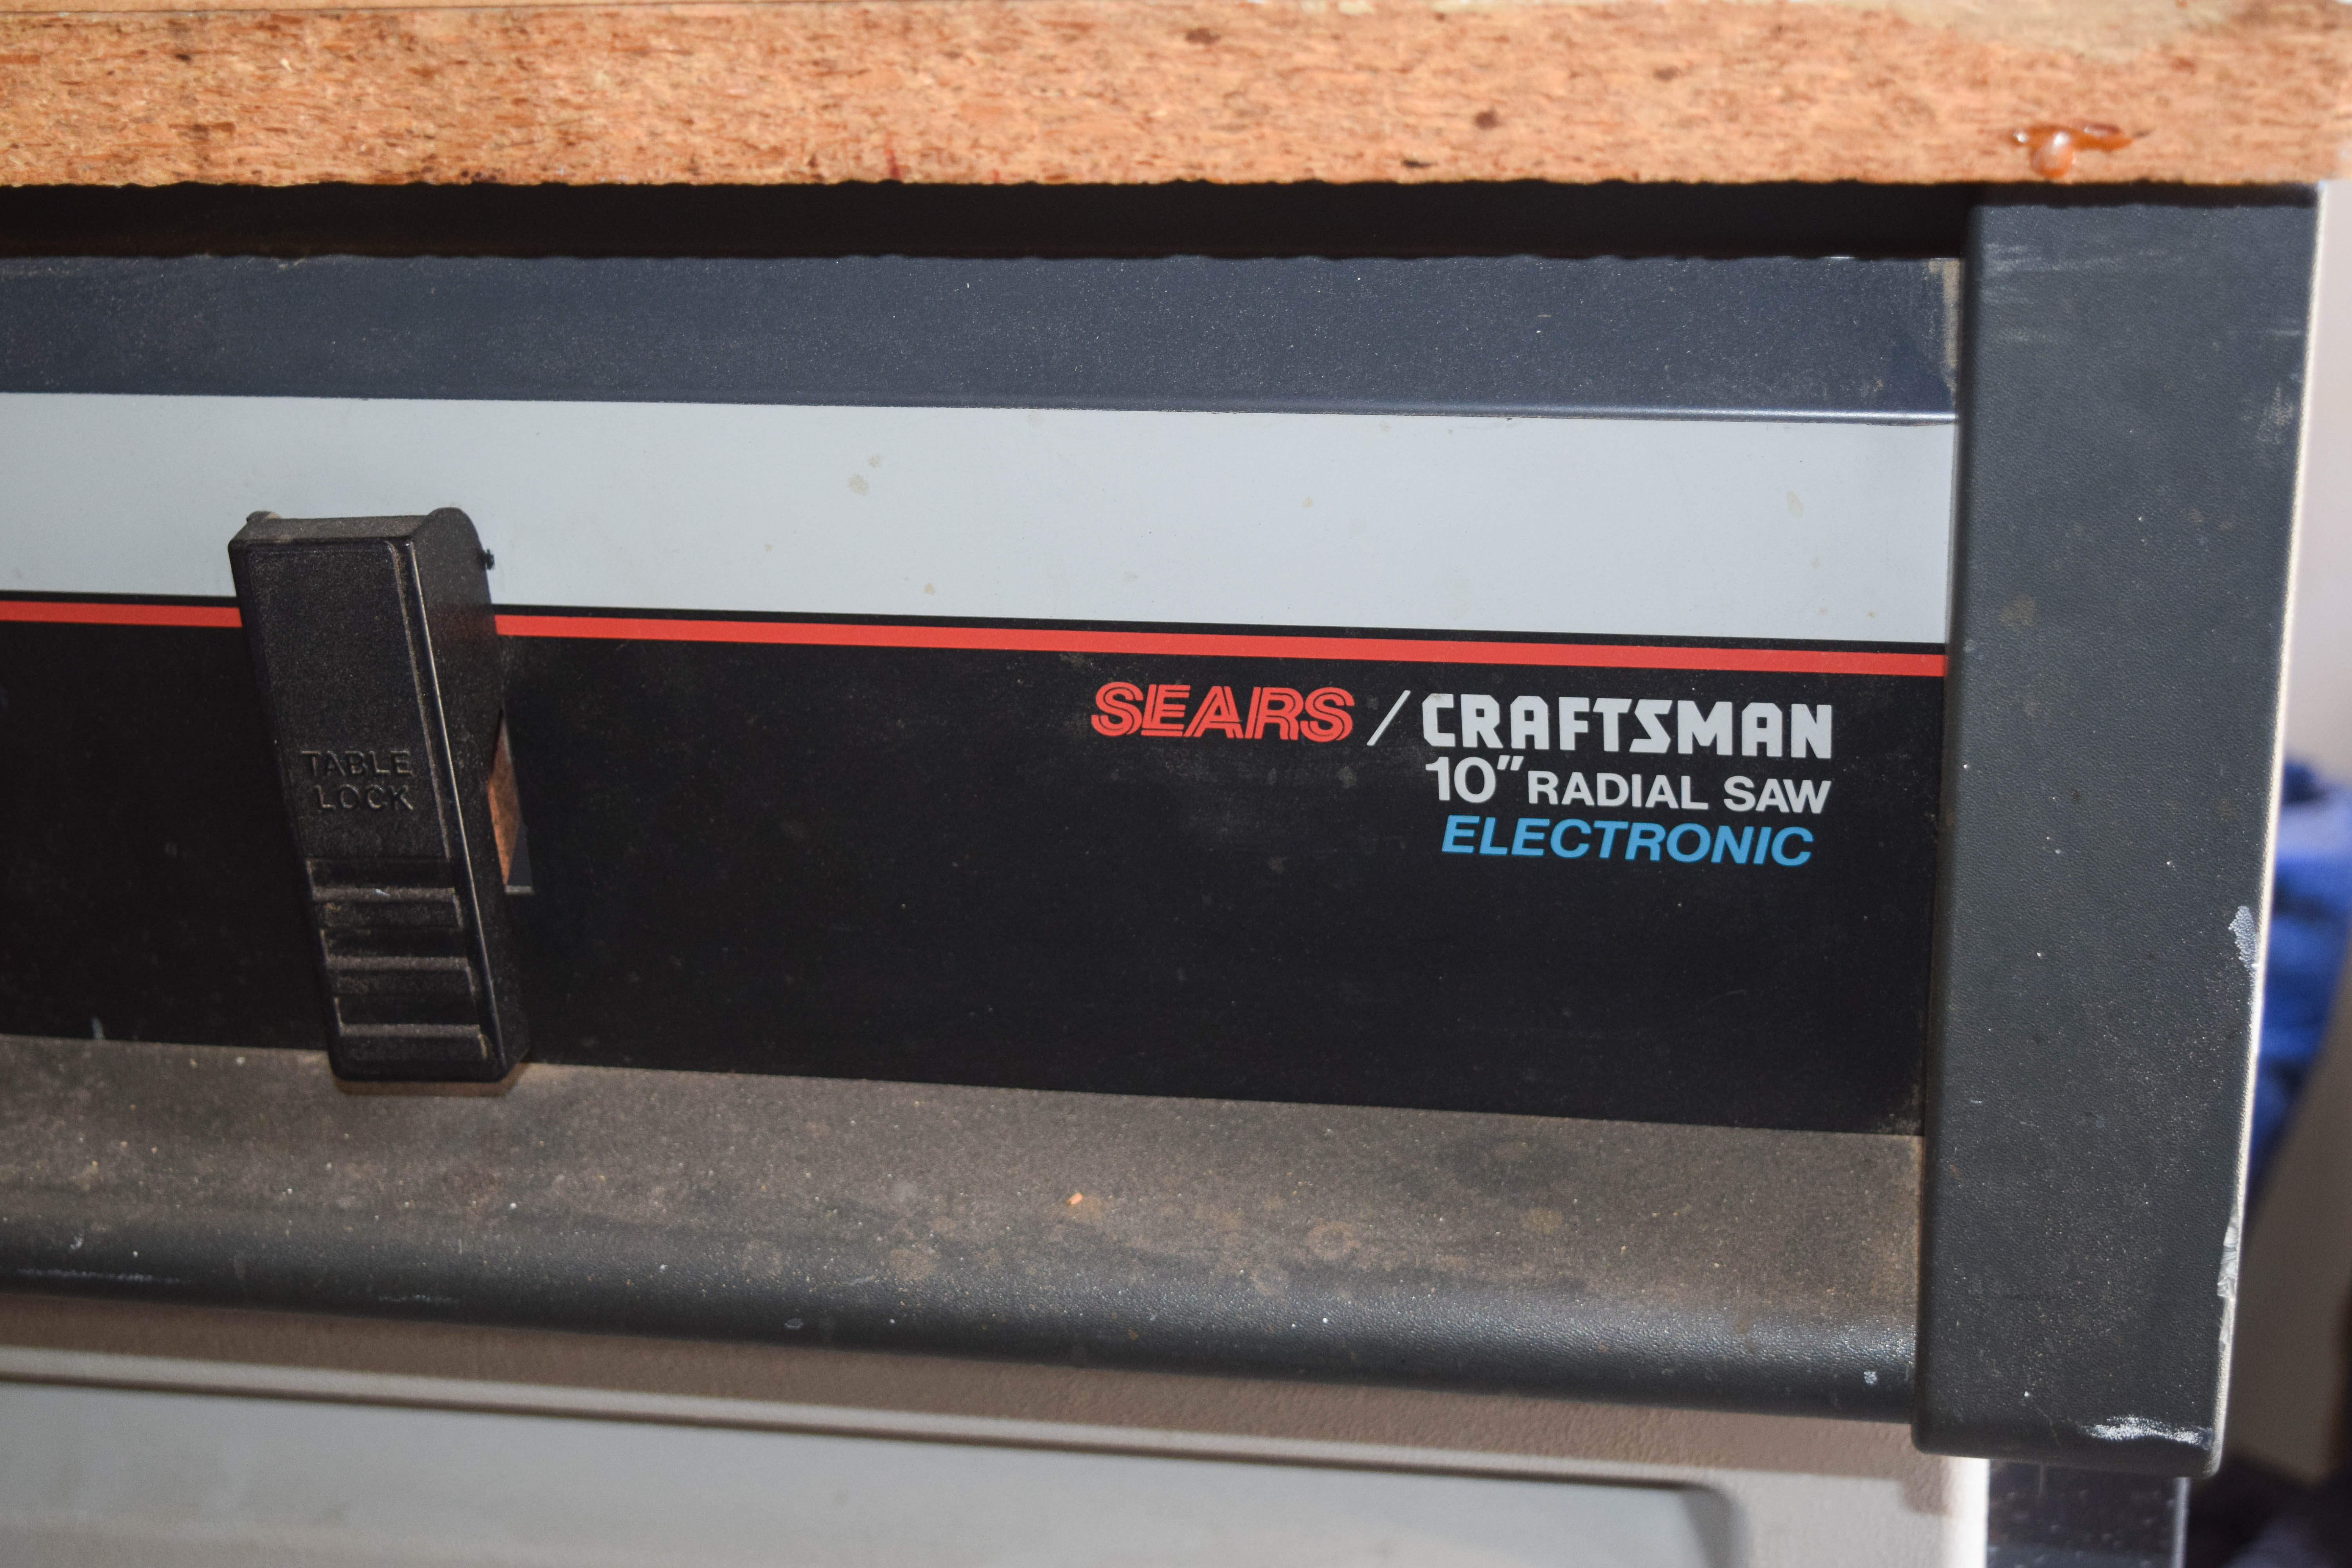 TABLE
LOCK
SEARS / CRAFTSMAN
10" RADIAL SAW
ELECTRONIC